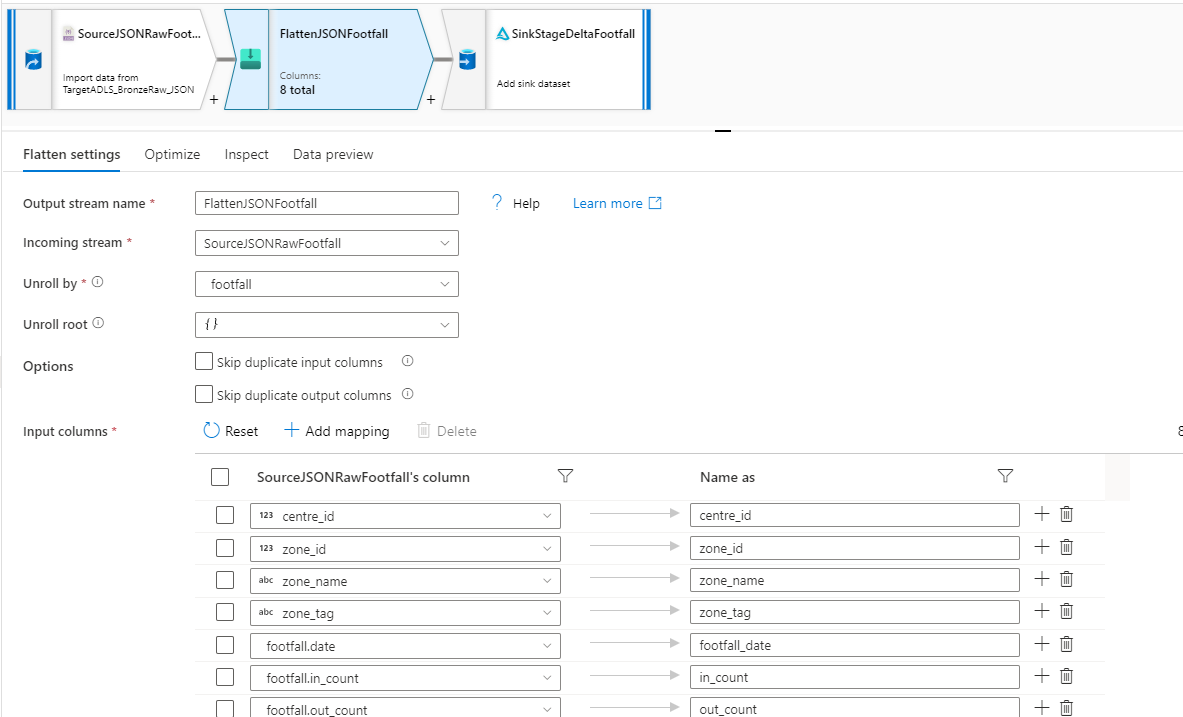 SourceJSONRawFoot...
Import data from
TargetADLS_BronzeRaw_JSON
+
FlattenJSONFootfall
Columns:
8 total
+
SinkStageDeltaFootfall
Add sink dataset
Flatten settings Optimize Inspect Data preview
Output stream name * FlattenJSONFootfall ? Help Learn more
Incoming stream * SourceJSONRawFootfall
Unroll by * footfall
Unroll root {}
Options Skip duplicate input columns
Skip duplicate output columns
Input columns * Reset + Add mapping Delete 8
SourceJSONRawFootfall's column Name as
123 centre_id centre_id
123 zone_id zone_id
abc zone_name zone_name
abc zone_tag zone_tag
footfall.date footfall_date
footfall.in_count in_count
footfall.out_count out_count